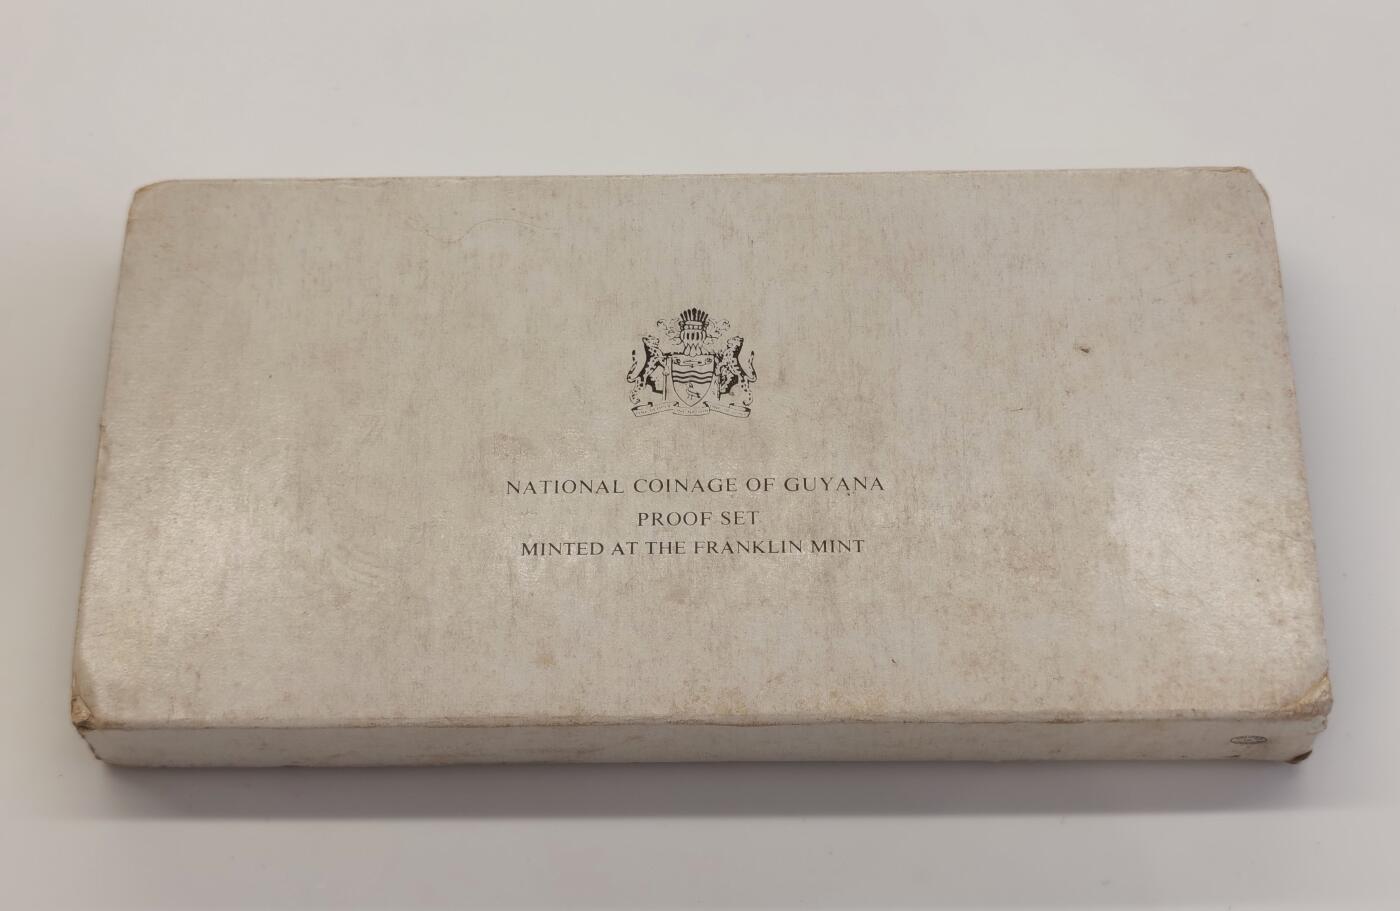 NATIONAL COINAGE OF GUYANA
PROOF SET
MINTED AT THE FRANKLIN MINT